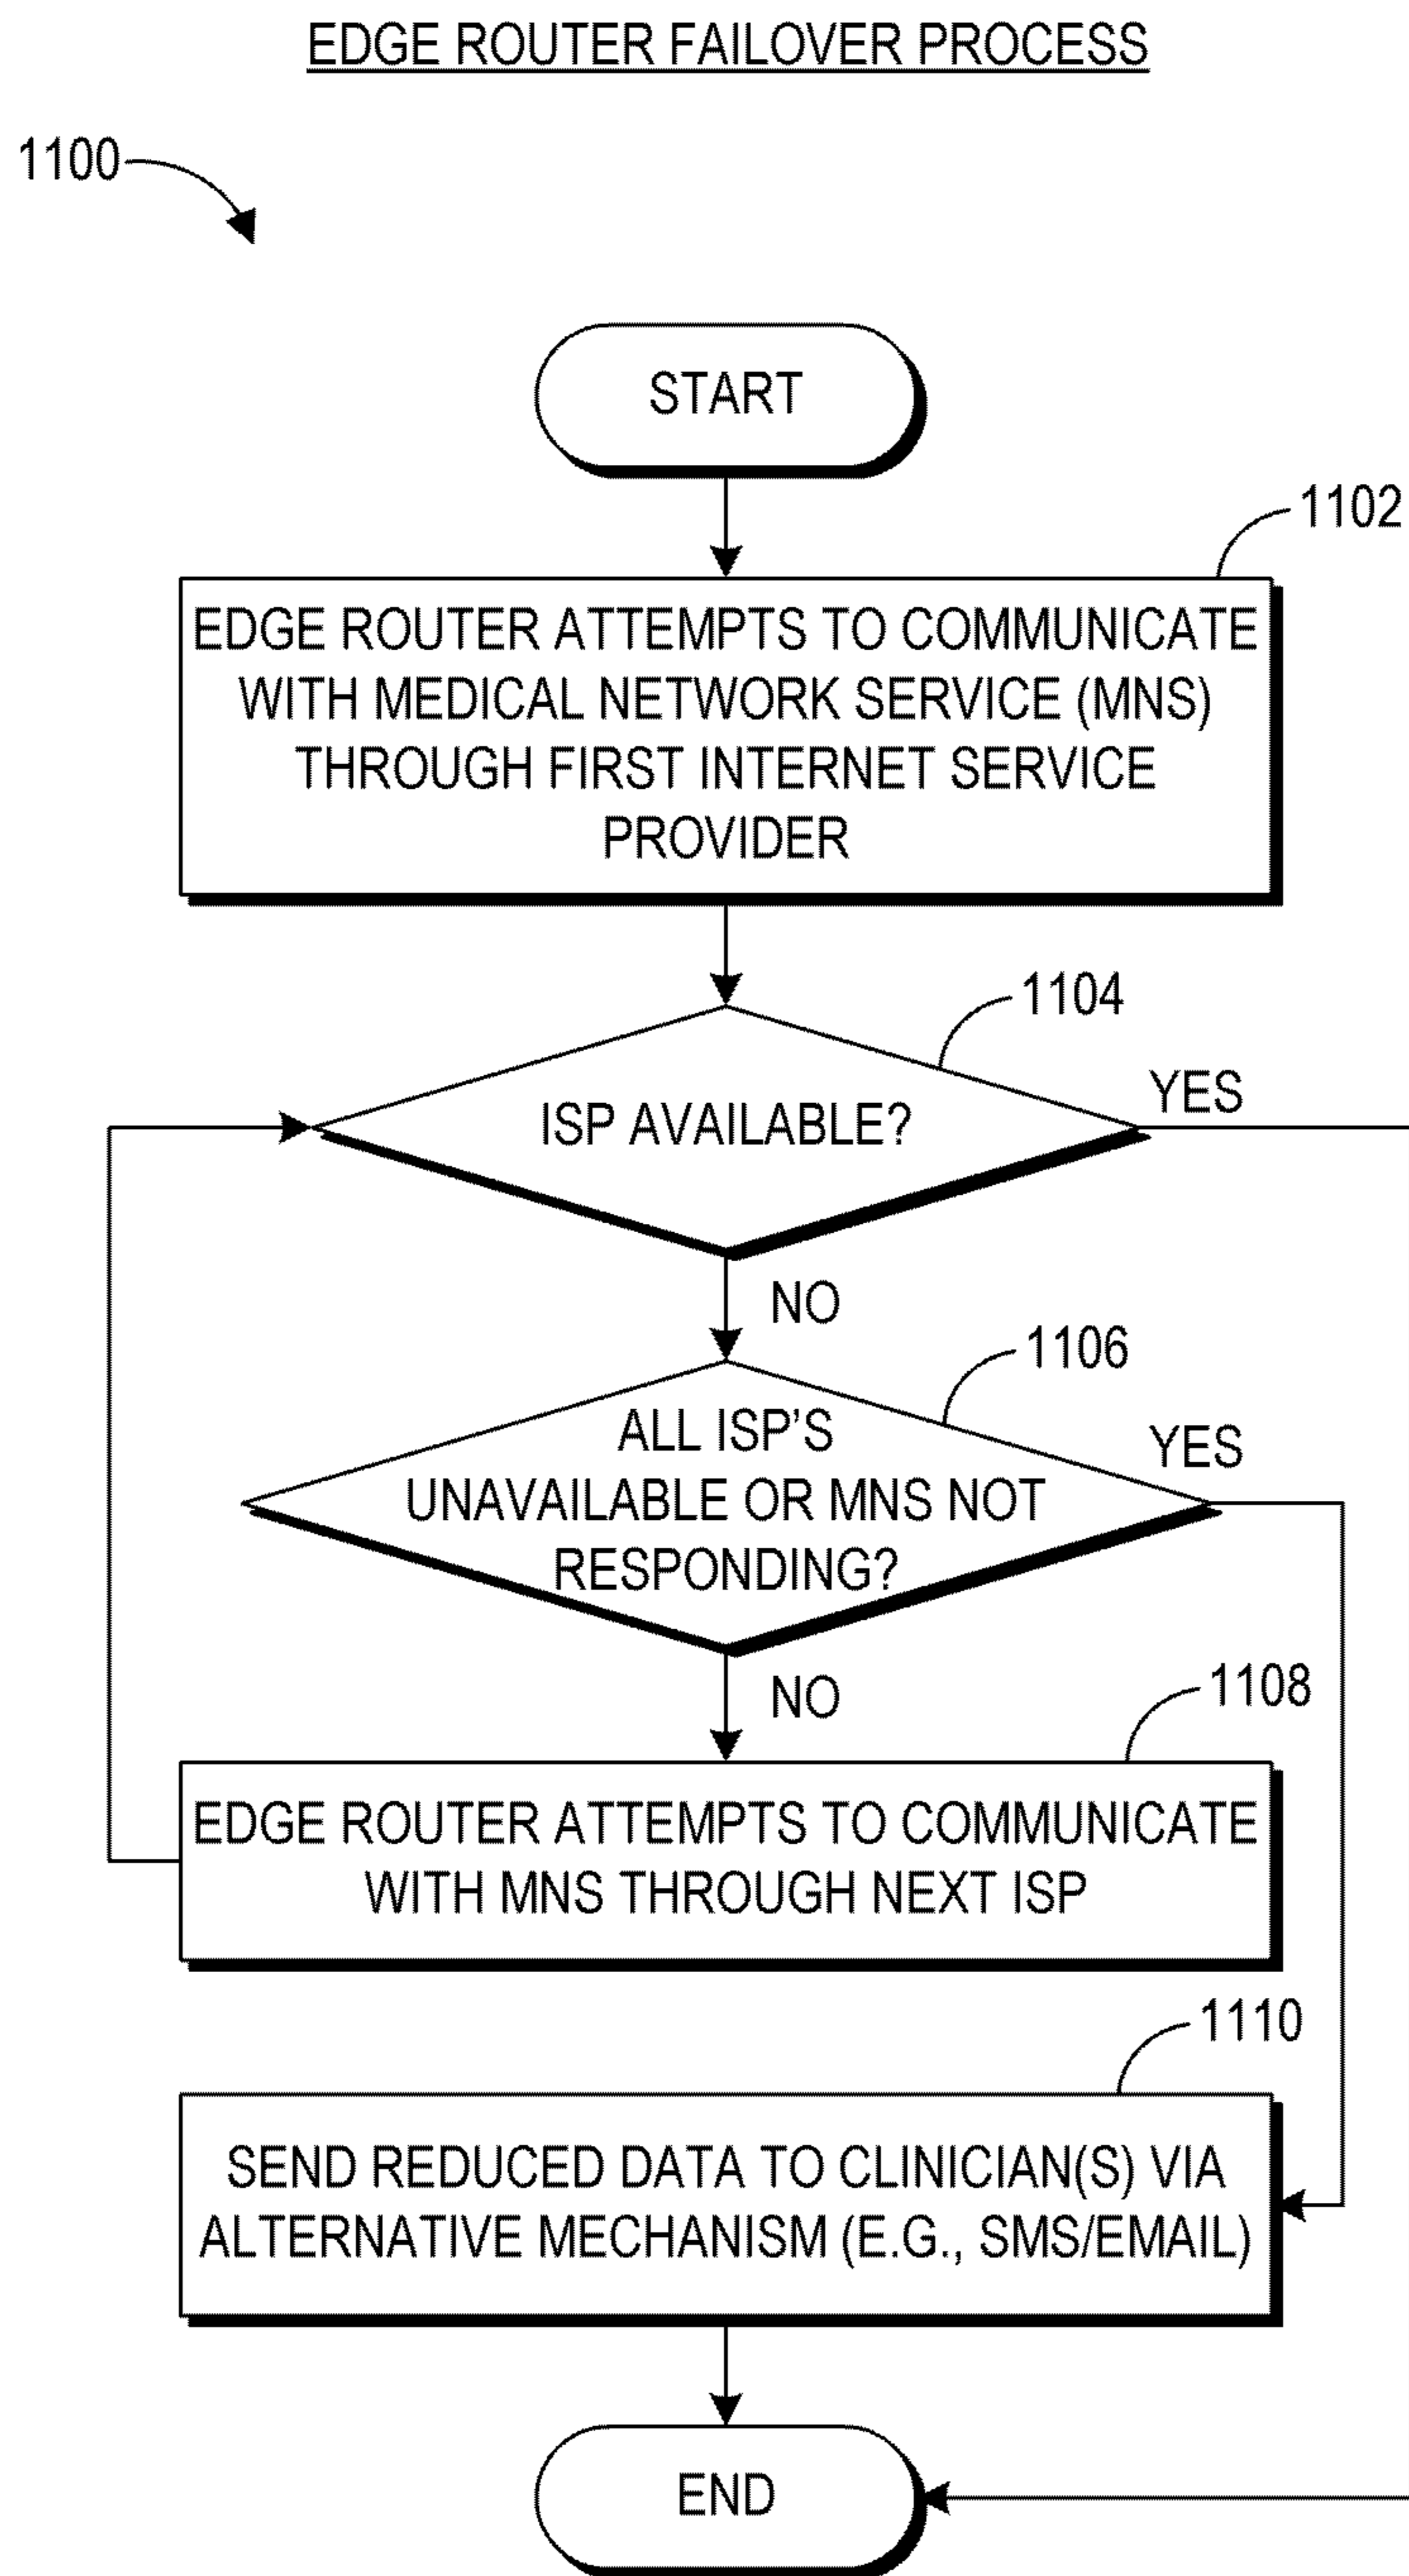 EDGE ROUTER FAILOVER PROCESS
1100
START
1102
EDGE ROUTER ATTEMPTS TO COMMUNICATE
WITH MEDICAL NETWORK SERVICE (MNS)
THROUGH FIRST INTERNET SERVICE
PROVIDER
1104
ISP AVAILABLE?
YES
NO
1106
ALL ISP'S
UNAVAILABLE OR MNS NOT
RESPONDING?
YES
NO
1108
EDGE ROUTER ATTEMPTS TO COMMUNICATE
WITH MNS THROUGH NEXT ISP
1110
SEND REDUCED DATA TO CLINICIAN(S) VIA
ALTERNATIVE MECHANISM (E.G., SMS/EMAIL)
END